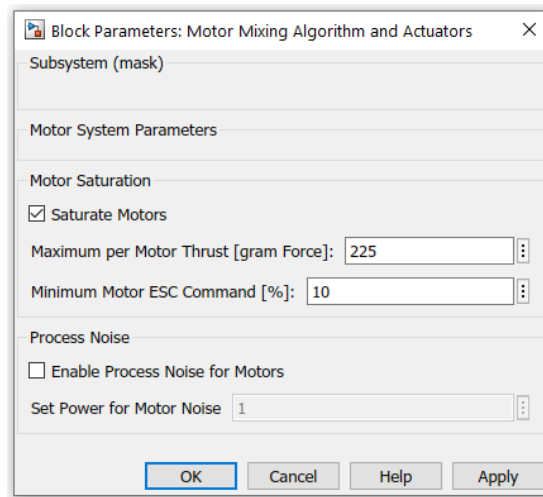 Block Parameters: Motor Mixing Algorithm and Actuators
Subsystem (mask)
Motor System Parameters
Motor Saturation
Saturate Motors
Maximum per Motor Thrust [gram Force]: 225
Minimum Motor ESC Command [%]: 10
Process Noise
Enable Process Noise for Motors
Set Power for Motor Noise 1
OK Cancel Help Apply